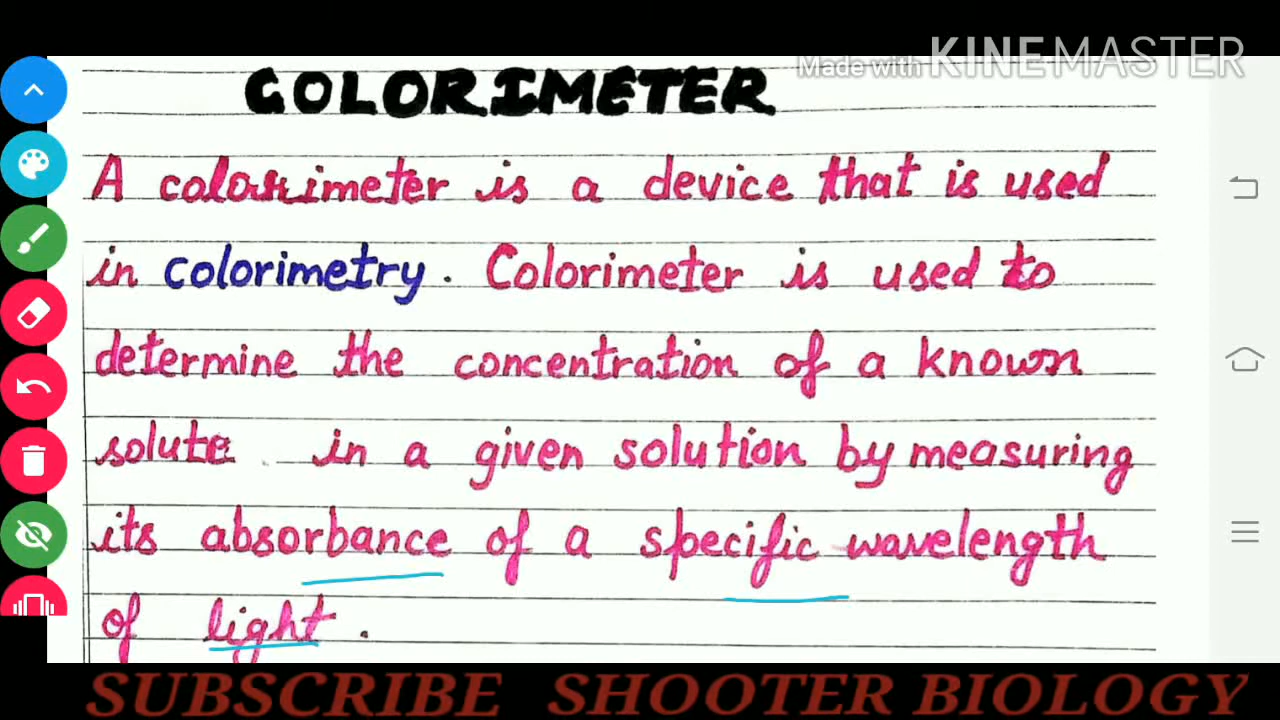 Made with KINEMASTER
COLORIMETER
A colorimeter is a device that is used
in colorimetry. Colorimeter is used to
determine the concentration of a known
solute in a given solution by measuring
its absorbance of a specific wavelength
of light.
SUBSCRIBE SHOOTER BIOLOGY